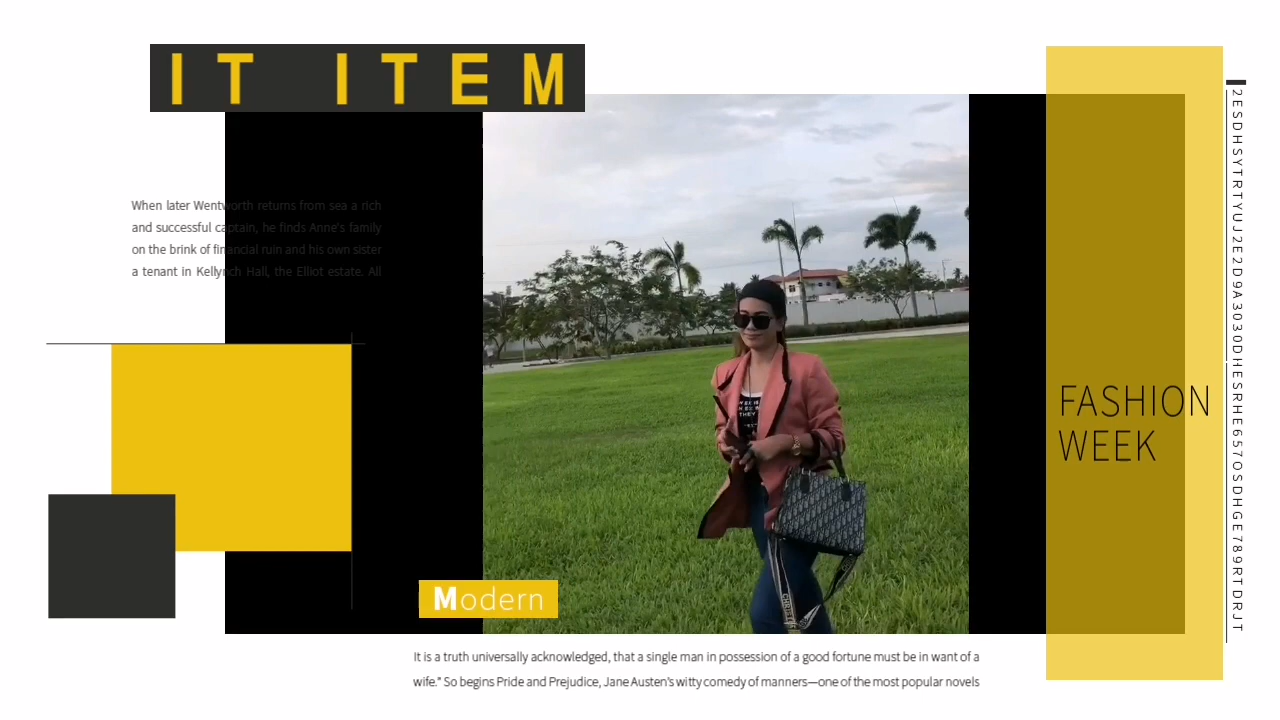 IT ITEM
When later Wentworth returns from sea a rich
and successful captain, he finds Anne's family
on the brink of financial ruin and his own sister
a tenant in Kellynch Hall, the Elliot estate. All
FASHION
WEEK
Modern
It is a truth universally acknowledged, that a single man in possession of a good fortune must be in want of a
wife." So begins Pride and Prejudice, Jane Austen's witty comedy of manners—one of the most popular novels